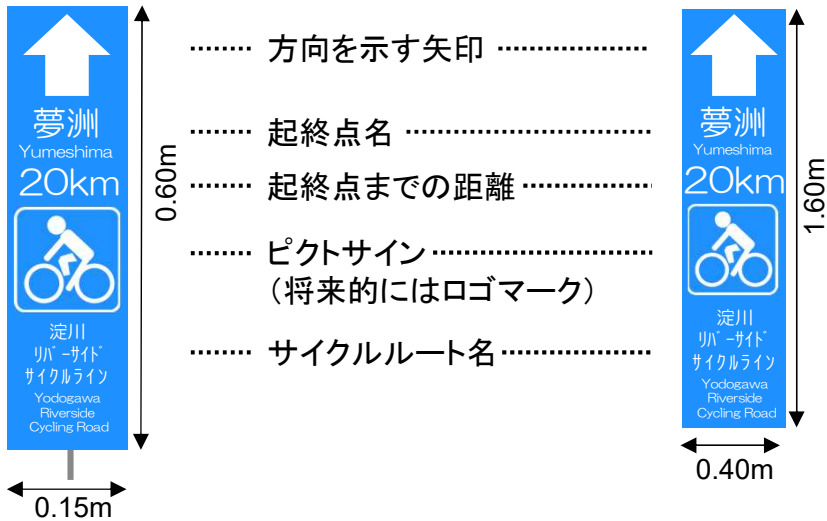 夢洲
Yumeshima
20km
淀川
ﾘﾊﾞｰｻｲﾄﾞ
ｻｲｸﾙﾗｲﾝ
Yodogawa
Riverside
Cycling Road
0.60m
0.15m
方向を示す矢印
起終点名
起終点までの距離
ピクトサイン
（将来的にはロゴマーク）
サイクルルート名
夢洲
Yumeshima
20km
淀川
ﾘﾊﾞｰｻｲﾄﾞ
ｻｲｸﾙﾗｲﾝ
Yodogawa
Riverside
Cycling Road
1.60m
0.40m